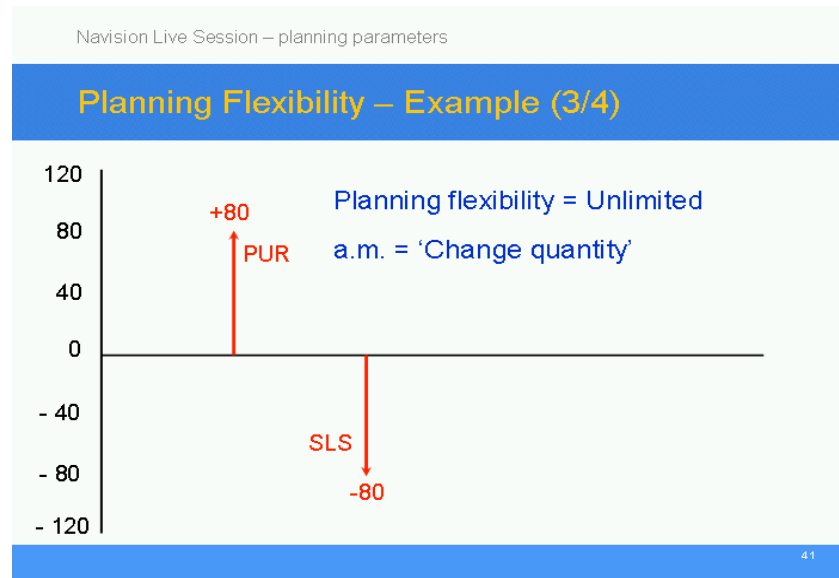 Navision Live Session – planning parameters
Planning Flexibility – Example (3/4)
120
80
40
0
- 40
- 80
- 120
+80
PUR
SLS
-80
Planning flexibility = Unlimited
a.m. = ‘Change quantity’
41